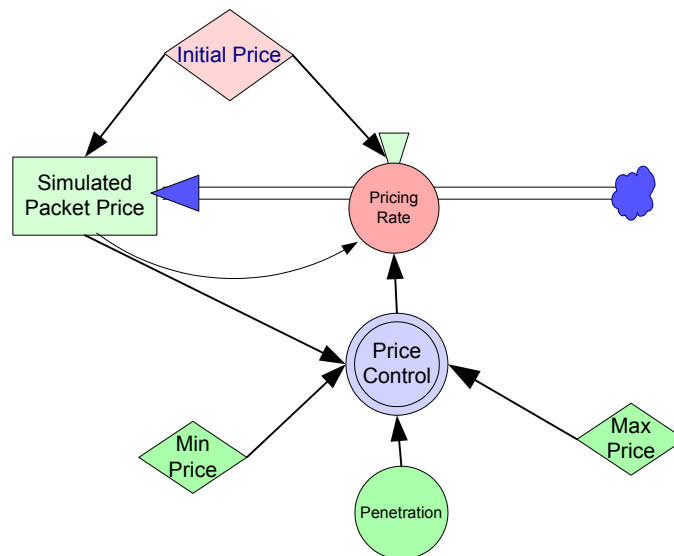 Initial Price
Simulated
Packet Price
Pricing
Rate
Price
Control
Min
Price
Max
Price
Penetration